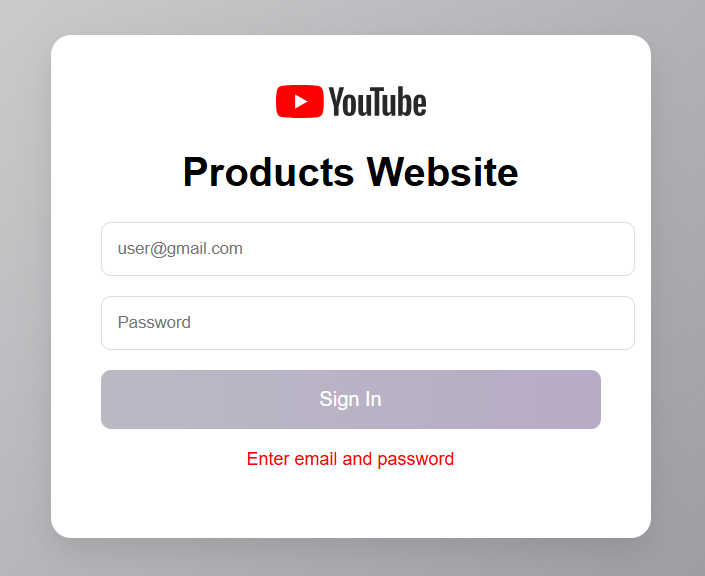 YouTube
Products Website
user@gmail.com
Password
Sign In
Enter email and password